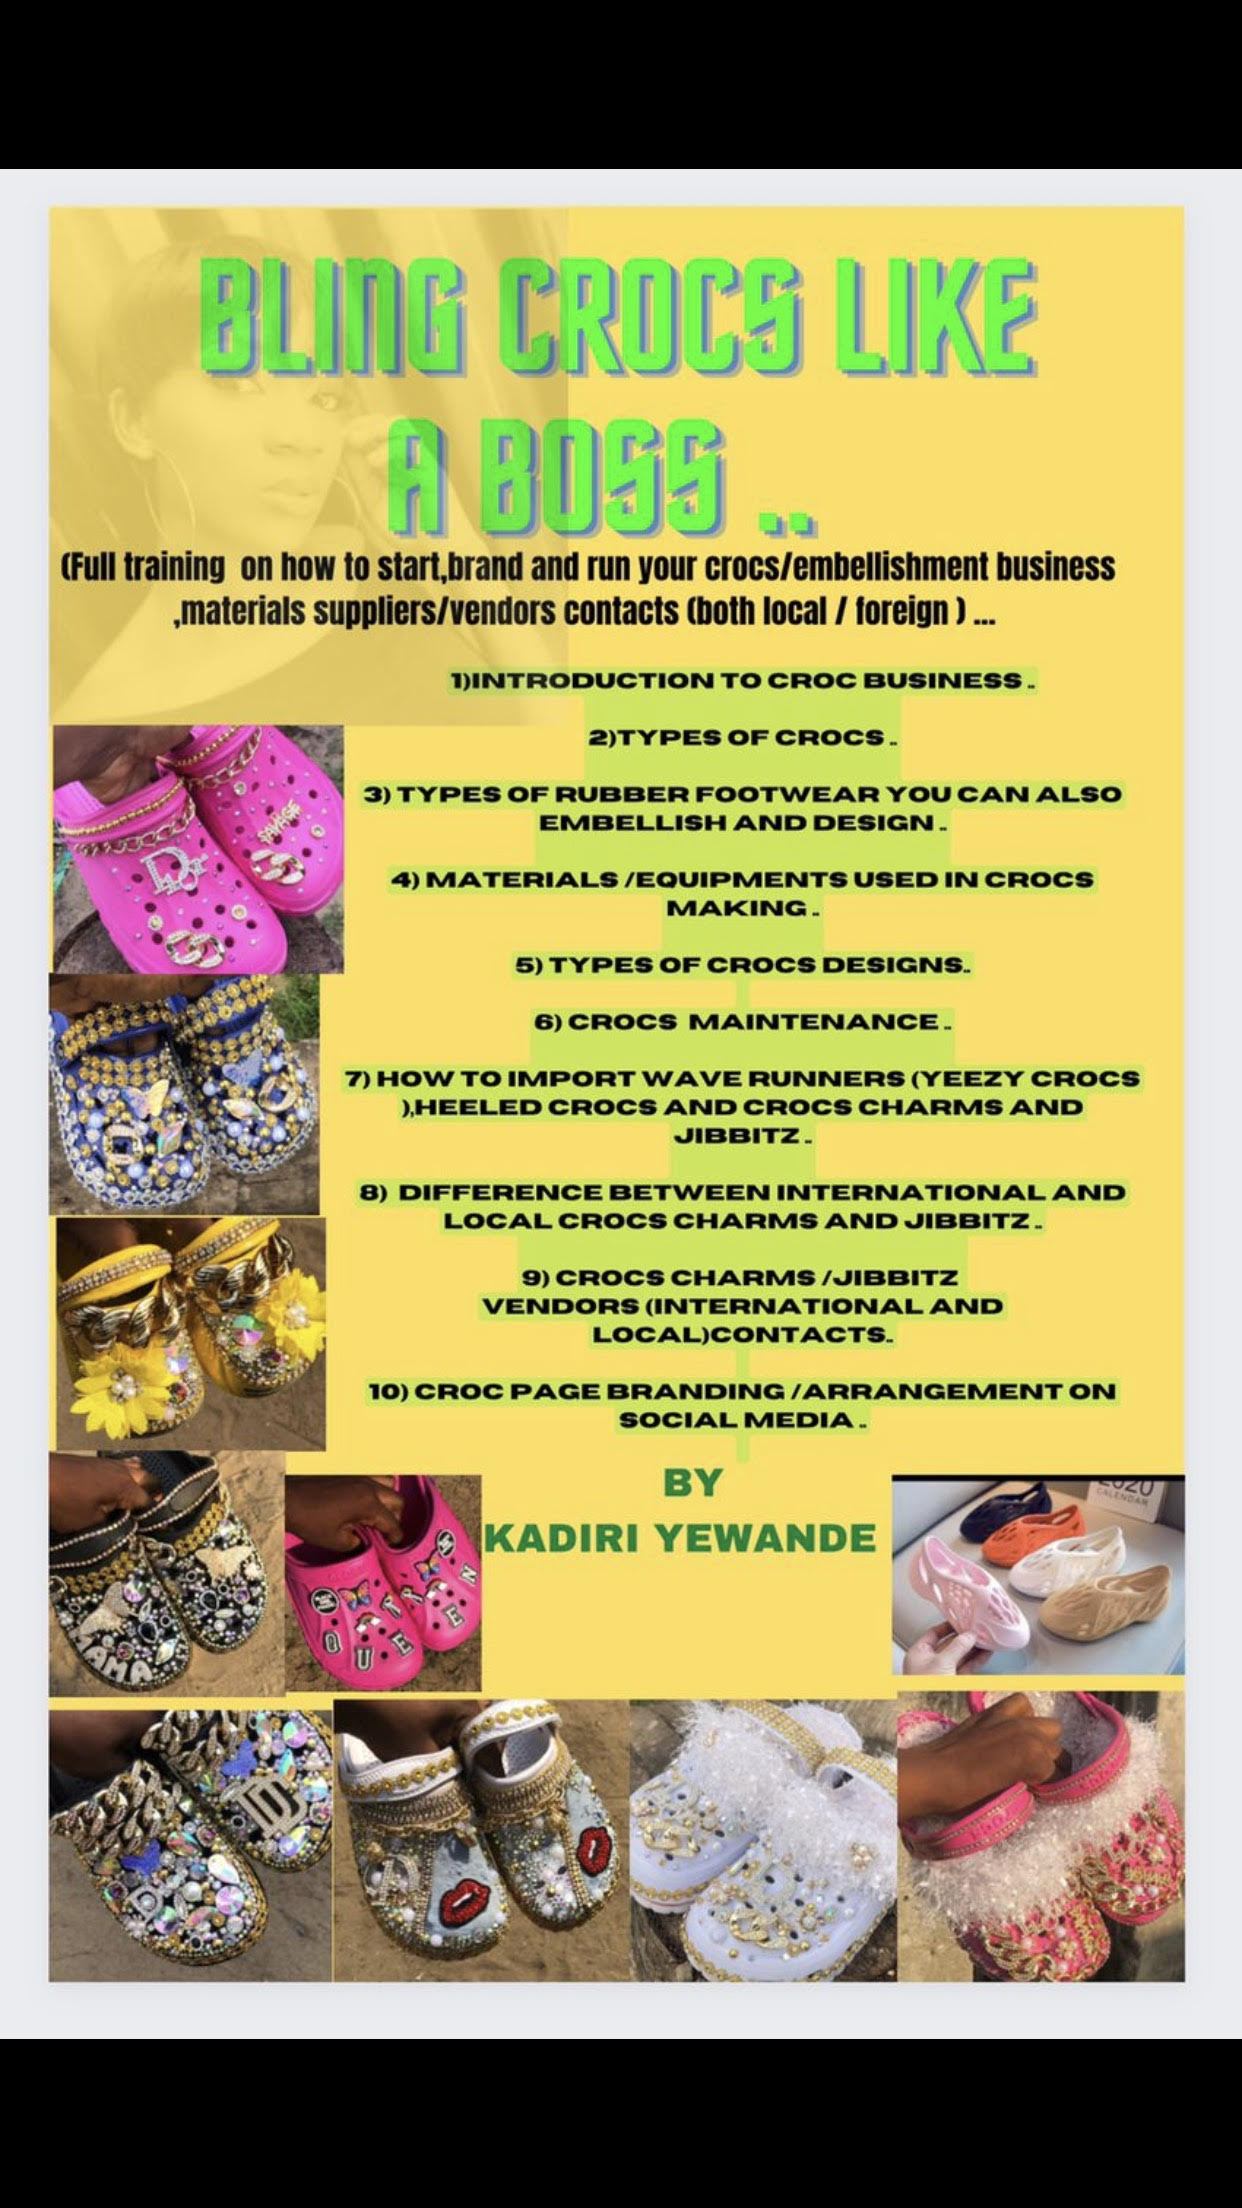 BLING CROCS LIKE
A BOSS ..
(Full training on how to start,brand and run your crocs/embellishment business
,materials suppliers/vendors contacts (both local / foreign ) ...
1)INTRODUCTION TO CROC BUSINESS ..
2)TYPES OF CROCS ..
3) TYPES OF RUBBER FOOTWEAR YOU CAN ALSO
EMBELLISH AND DESIGN ..
4) MATERIALS /EQUIPMENTS USED IN CROCS
MAKING ..
5) TYPES OF CROCS DESIGNS..
6) CROCS MAINTENANCE ..
7) HOW TO IMPORT WAVE RUNNERS (YEEZY CROCS
),HEELED CROCS AND CROCS CHARMS AND
JIBBITZ ..
8) DIFFERENCE BETWEEN INTERNATIONAL AND
LOCAL CROCS CHARMS AND JIBBITZ ..
9) CROCS CHARMS /JIBBITZ
VENDORS (INTERNATIONAL AND
LOCAL)CONTACTS..
10) CROC PAGE BRANDING /ARRANGEMENT ON
SOCIAL MEDIA ..
BY
KADIRI YEWANDE
SAVAGE
MAMA
QUEEN
2020
CALENDAR